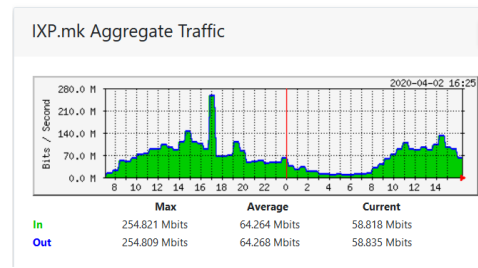 IXP.mk Aggregate Traffic
2020-04-02 16:25
Bits / Second
280.0 M
210.0 M
140.0 M
70.0 M
0.0 M
8 10 12 14 16 18 20 22 0 2 4 6 8 10 12 14
Max Average Current
In 254.821 Mbits 64.264 Mbits 58.818 Mbits
Out 254.809 Mbits 64.268 Mbits 58.835 Mbits